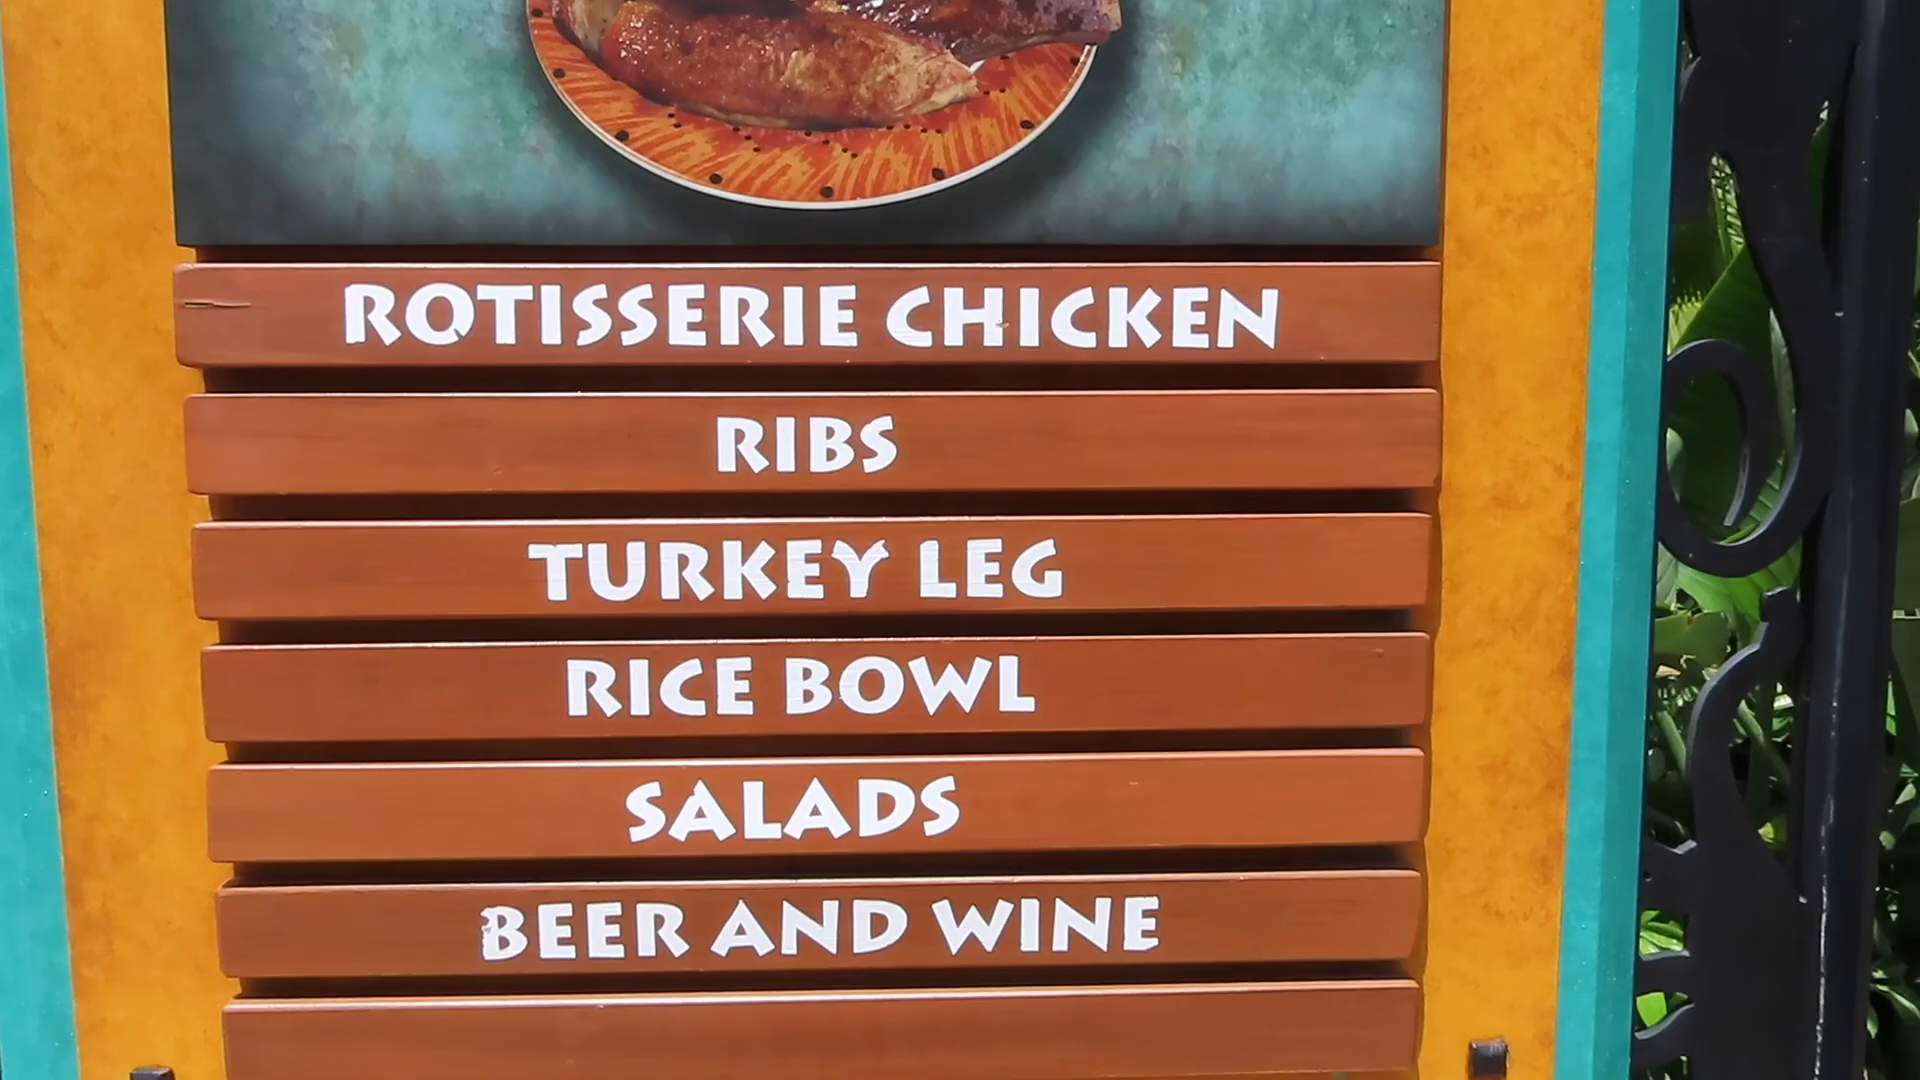 ROTISSERIE CHICKEN
RIBS
TURKEY LEG
RICE BOWL
SALADS
BEER AND WINE